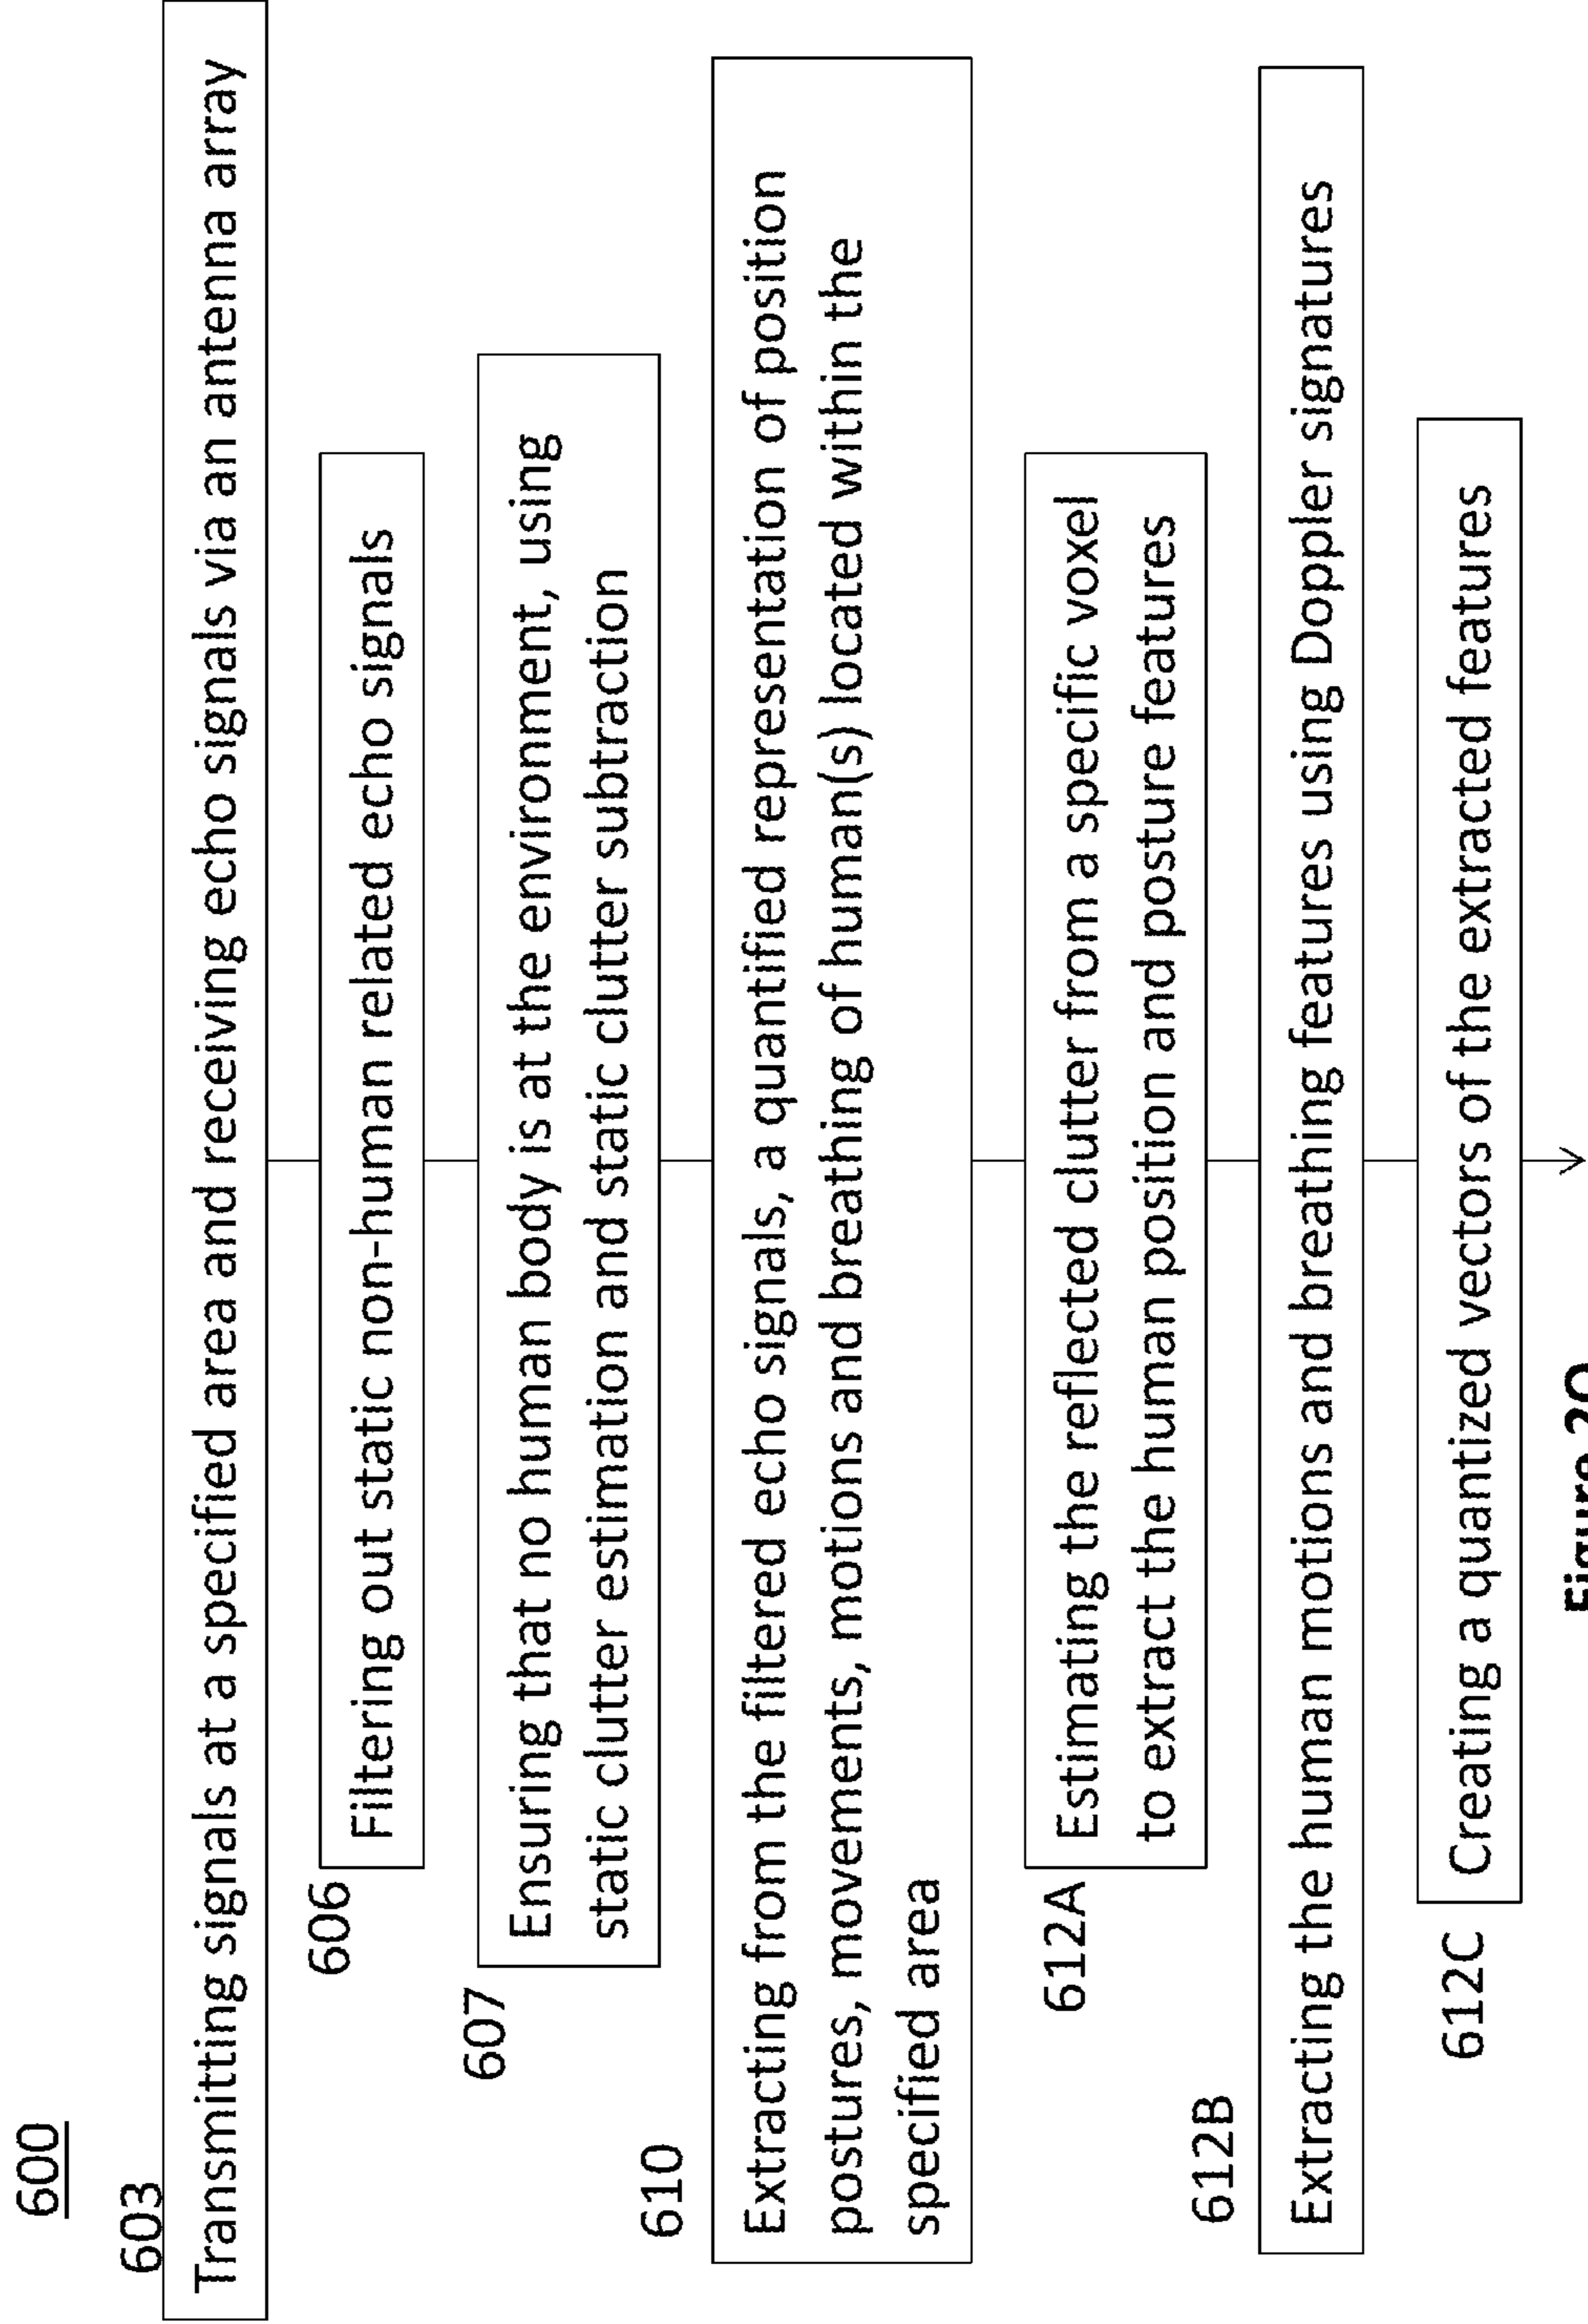 600
603
Transmitting signals at a specified area and receiving echo signals via an antenna array
606
Filtering out static non-human related echo signals
607
Ensuring that no human body is at the environment, using
static clutter estimation and static clutter subtraction
610
Extracting from the filtered echo signals, a quantified representation of position
postures, movements, motions and breathing of human(s) located within the
specified area
612A
Estimating the reflected clutter from a specific voxel
to extract the human position and posture features
612B
Extracting the human motions and breathing features using Doppler signatures
612C
Creating a quantized vectors of the extracted features
Figure